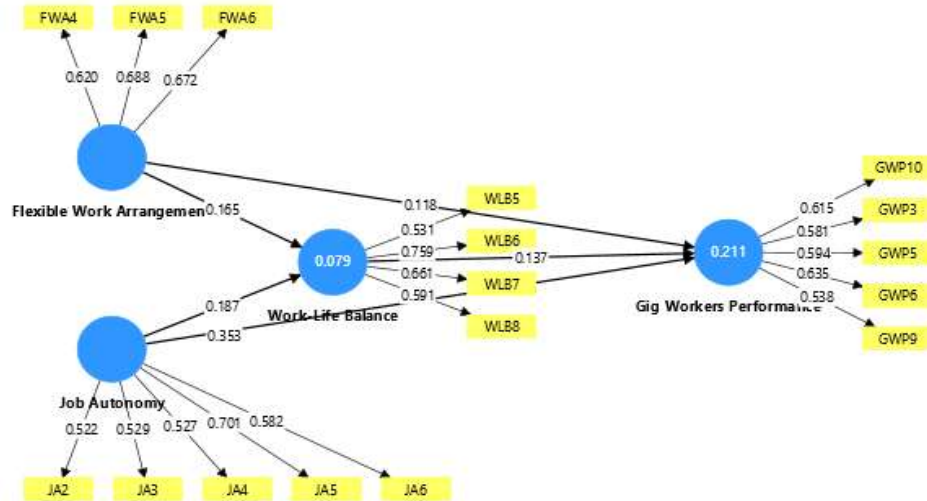 FWA4 FWA5 FWA6
0.620 0.688 0.672
Flexible Work Arrangemen
0.165
0.118
0.079
Work-Life Balance
WLB5
0.531
WLB6
0.759
0.137
0.661
WLB7
0.591
WLB8
0.187
0.353
Job Autonomy
0.522 0.529 0.527 0.701 0.582
JA2 JA3 JA4 JA5 JA6
0.211
Gig Workers Performance
GWP10
0.615
GWP3
0.581
GWP5
0.594
GWP6
0.635
0.538
GWP9